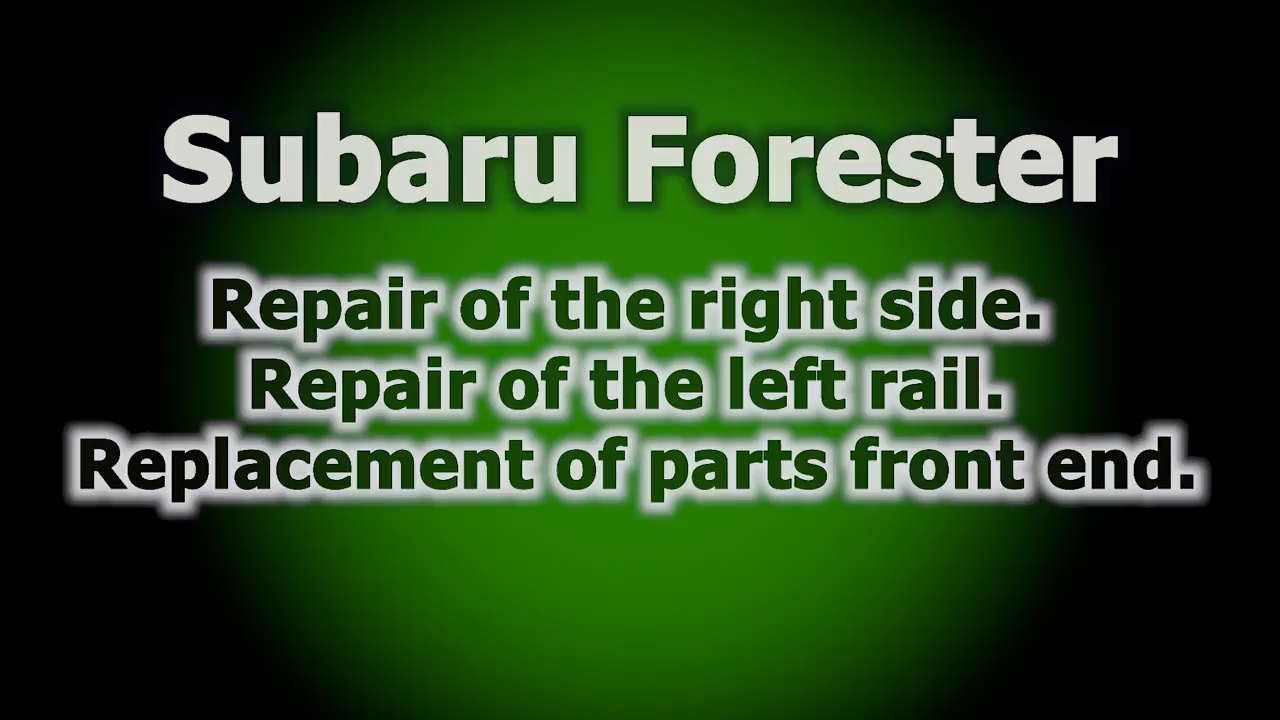 Subaru Forester
Repair of the right side.
Repair of the left rail.
Replacement of parts front end.